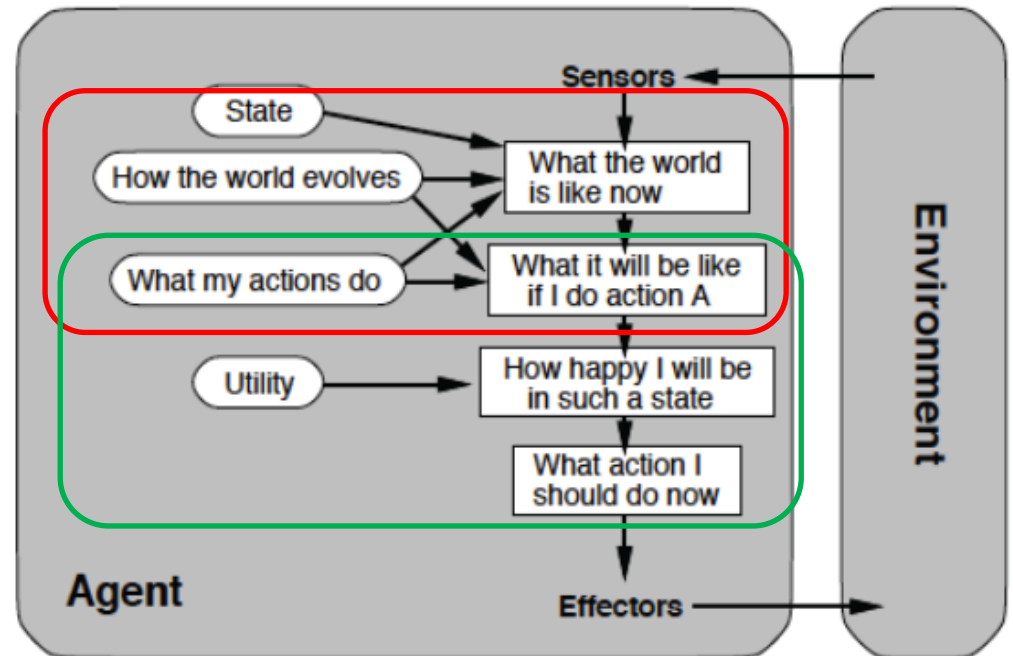 Sensors
State
What the world
is like now
How the world evolves
What my actions do
What it will be like
if I do action A
How happy I will be
in such a state
Utility
What action I
should do now
Agent
Effectors
Environment